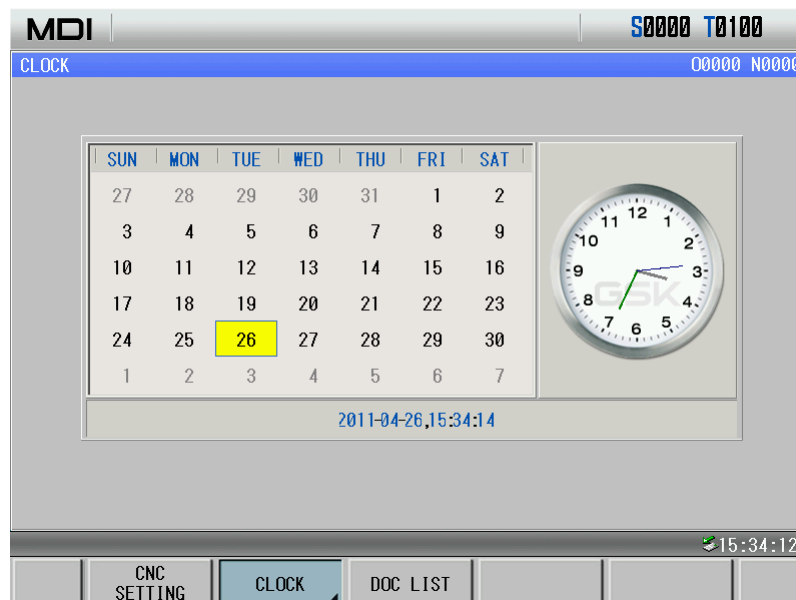 MDI S0000 T0100
CLOCK O0000 N0000
SUN MON TUE WED THU FRI SAT
27 28 29 30 31 1 2
3 4 5 6 7 8 9
10 11 12 13 14 15 16
17 18 19 20 21 22 23
24 25 26 27 28 29 30
1 2 3 4 5 6 7
12
11 1
10 2
9 3
GSK
8 4
7 5
6
2011-04-26,15:34:14
15:34:12
CNC
SETTING CLOCK DOC LIST